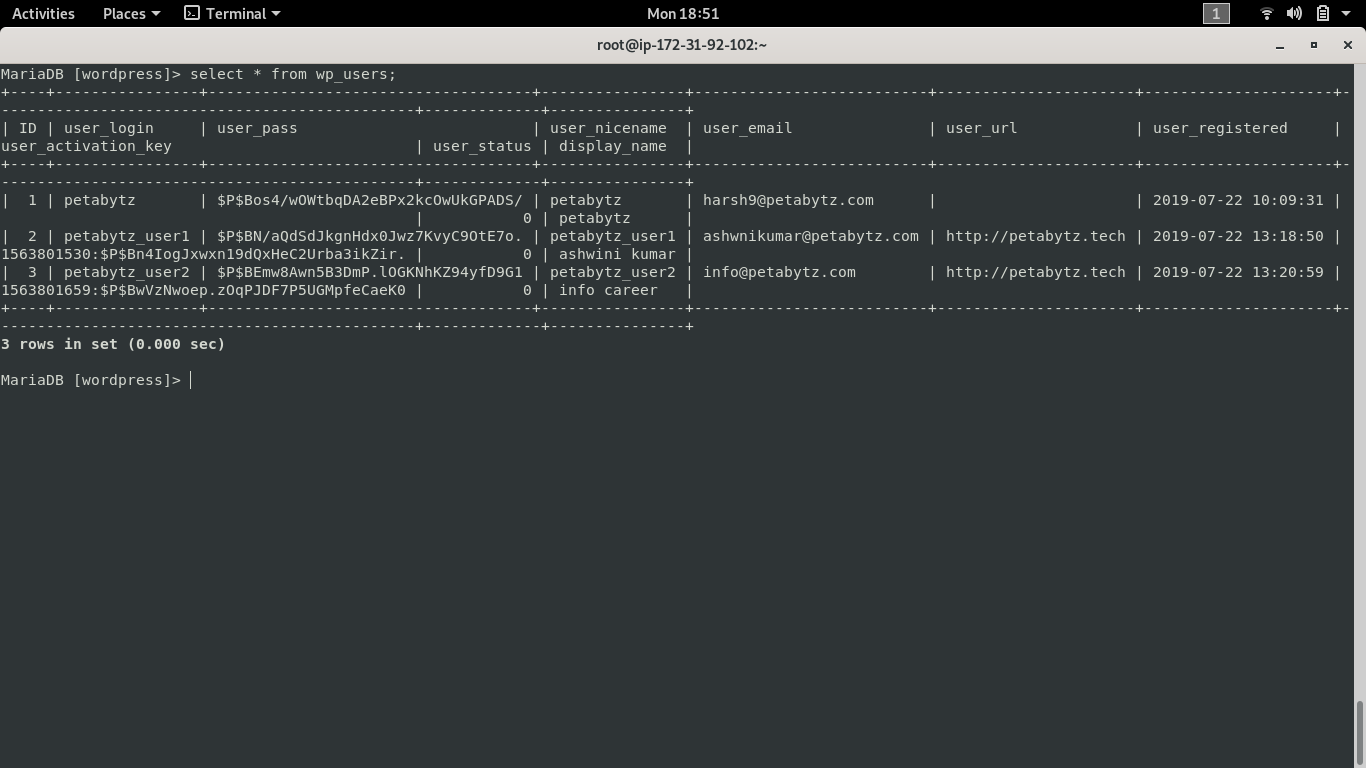 Activities Places Terminal Mon 18:51 1
root@ip-172-31-92-102:~
MariaDB [wordpress]> select * from wp_users;
+----+----------------+------------------------------------+----------------+--------------------------+----------------------+---------------------+-
----------------------------------------------+-------------+---------------+
| ID | user_login     | user_pass                          | user_nicename  | user_email               | user_url             | user_registered     |
user_activation_key                           | user_status | display_name  |
+----+----------------+------------------------------------+----------------+--------------------------+----------------------+---------------------+-
----------------------------------------------+-------------+---------------+
|  1 | petabytz       | $P$Bos4/wOWtbqDA2eBPx2kcOwUkGPADS/ | petabytz       | harsh9@petabytz.com      |                      | 2019-07-22 10:09:31 |
                                              |           0 | petabytz      |
|  2 | petabytz_user1 | $P$BN/aQdSdJkgnHdx0Jwz7KvyC9OtE7o. | petabytz_user1 | ashwnikumar@petabytz.com | http://petabytz.tech | 2019-07-22 13:18:50 |
1563801530:$P$Bn4IogJxwxn19dQxHeC2Urba3ikZir. |           0 | ashwini kumar |
|  3 | petabytz_user2 | $P$BEmw8Awn5B3DmP.lOGKNhKZ94yfD9G1 | petabytz_user2 | info@petabytz.com        | http://petabytz.tech | 2019-07-22 13:20:59 |
1563801659:$P$BwVzNwoep.zOqPJDF7P5UGMpfeCaeK0 |           0 | info career   |
+----+----------------+------------------------------------+----------------+--------------------------+----------------------+---------------------+-
----------------------------------------------+-------------+---------------+
3 rows in set (0.000 sec)
MariaDB [wordpress]>